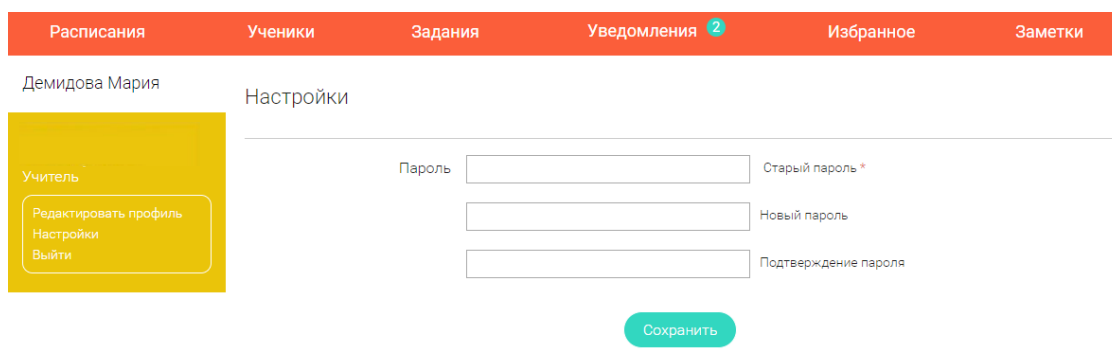 Расписания Ученики Задания Уведомления 2 Избранное Заметки
Демидова Мария
Настройки
Учитель
Редактировать профиль
Настройки
Выйти
Пароль Старый пароль *
Новый пароль
Подтверждение пароля
Сохранить